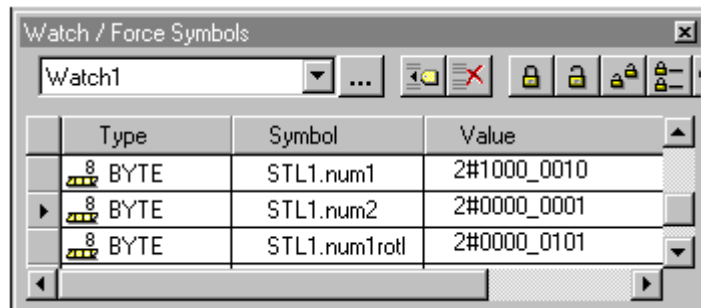 Watch / Force Symbols
Watch1 ...
Type Symbol Value
8 BYTE STL1.num1 2#1000_0010
8 BYTE STL1.num2 2#0000_0001
8 BYTE STL1.num1rotl 2#0000_0101